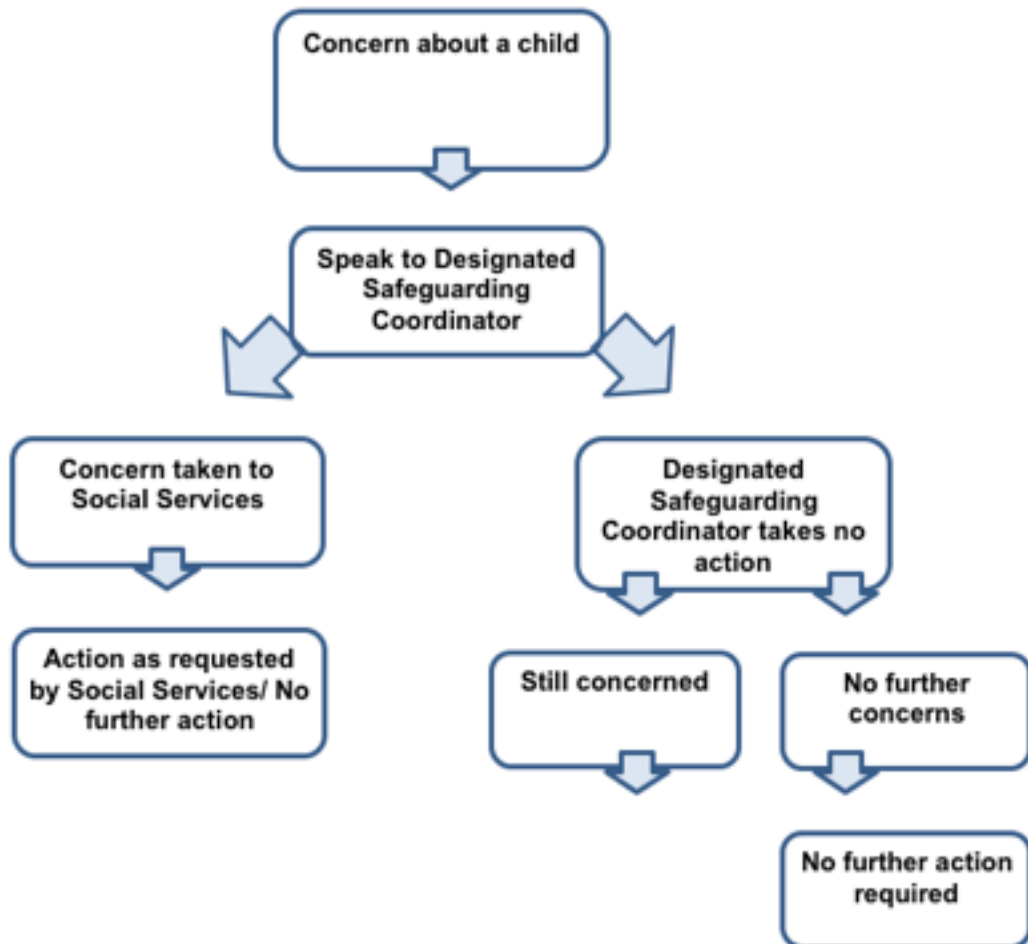 Concern about a child
Speak to Designated
Safeguarding
Coordinator
Concern taken to
Social Services
Designated
Safeguarding
Coordinator takes no
action
Action as requested
by Social Services/ No
further action
Still concerned
No further
concerns
No further action
required